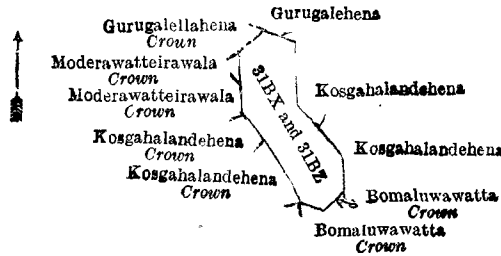 Gurugalellahena
Crown
Gurugalehena
Moderawatteirawala
Crown
Moderawatteirawala
Crown
Kosgahalandehena
Kosgahalandehena
Crown
Kosgahalandehena
Crown
31BX and 31BZ
Kosgahalandehena
Bomaluwawatta
Crown
Bomaluwawatta
Crown